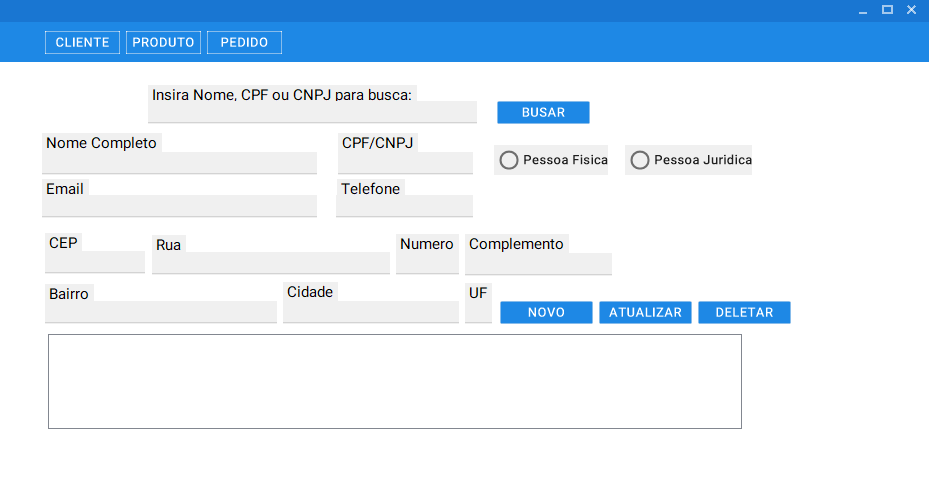 CLIENTE PRODUTO PEDIDO
Insira Nome, CPF ou CNPJ para busca:
BUSAR
Nome Completo CPF/CNPJ
Pessoa Fisica Pessoa Juridica
Email Telefone
CEP Rua Numero Complemento
Bairro Cidade UF
NOVO ATUALIZAR DELETAR